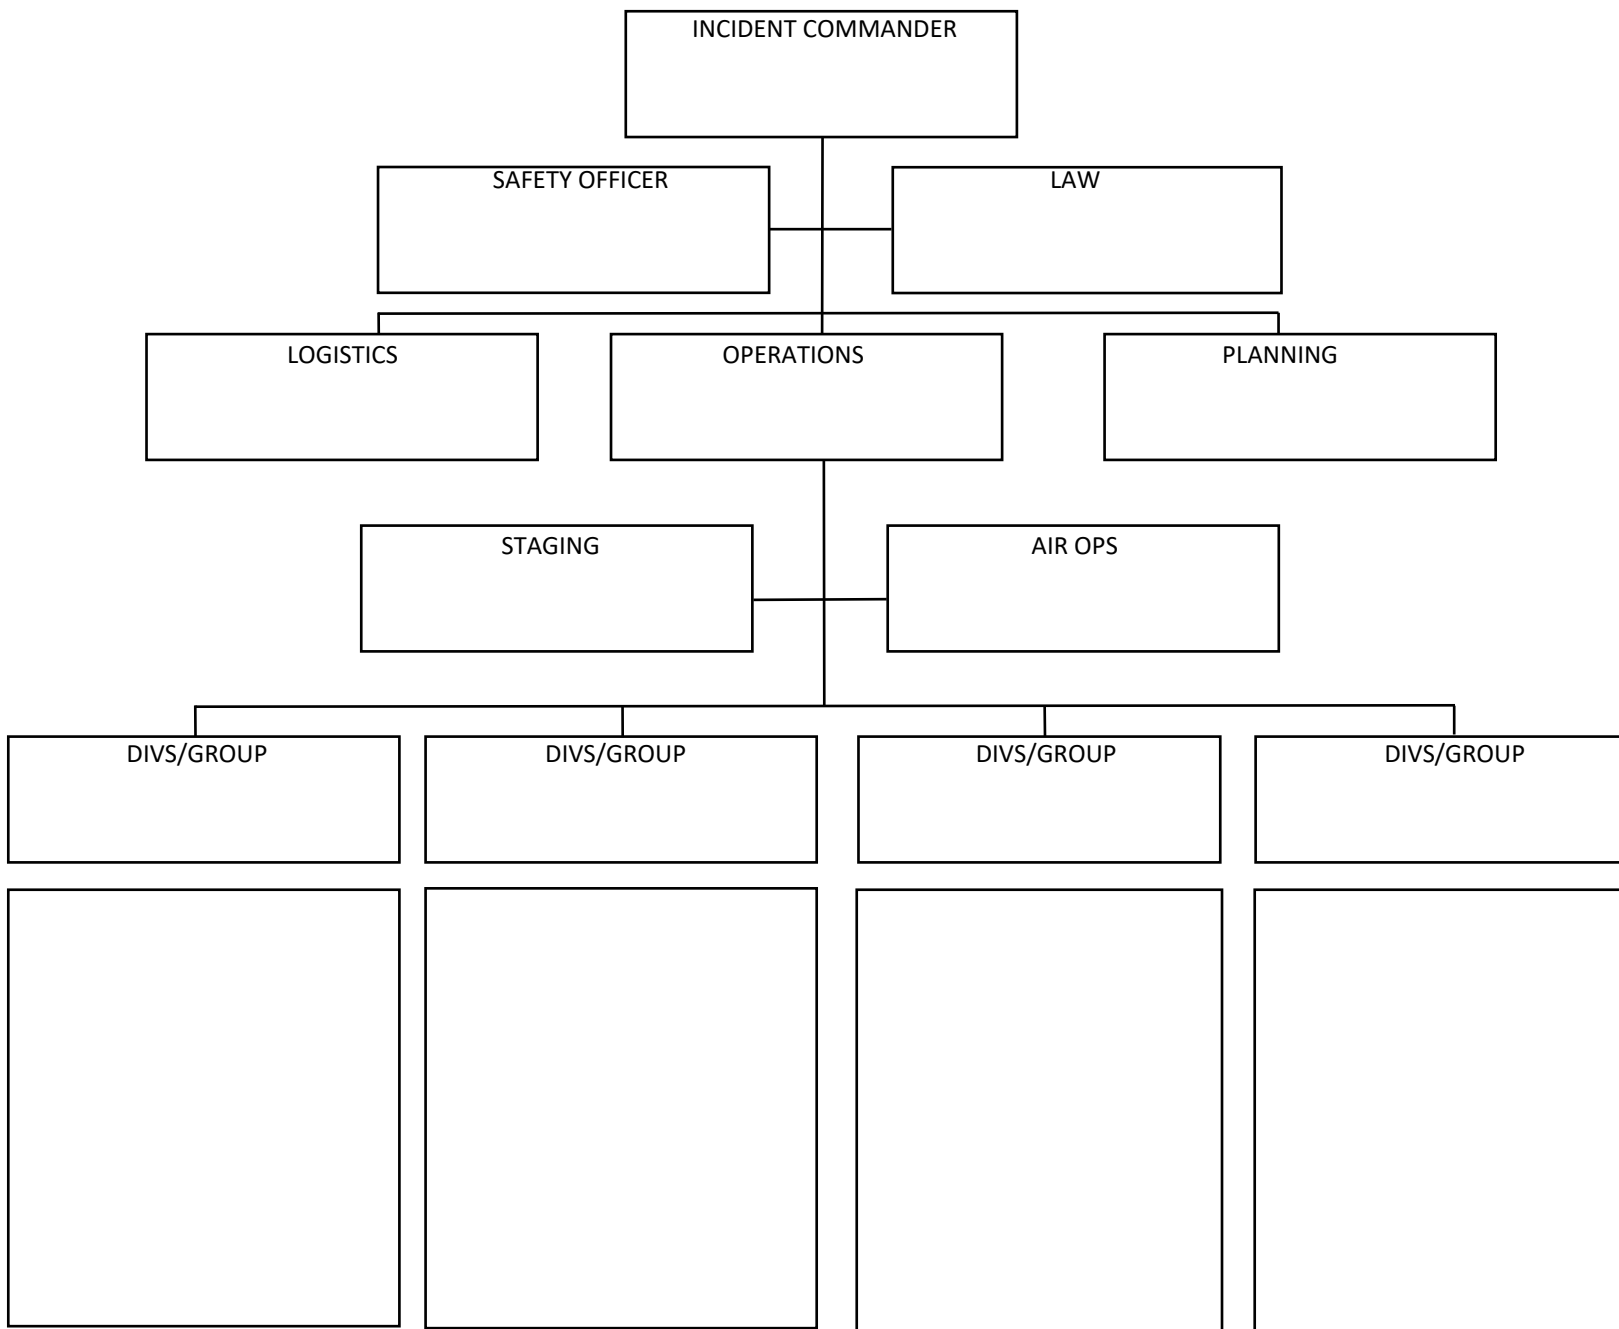 INCIDENT COMMANDER
SAFETY OFFICER
LAW
LOGISTICS
OPERATIONS
PLANNING
STAGING
AIR OPS
DIVS/GROUP
DIVS/GROUP
DIVS/GROUP
DIVS/GROUP